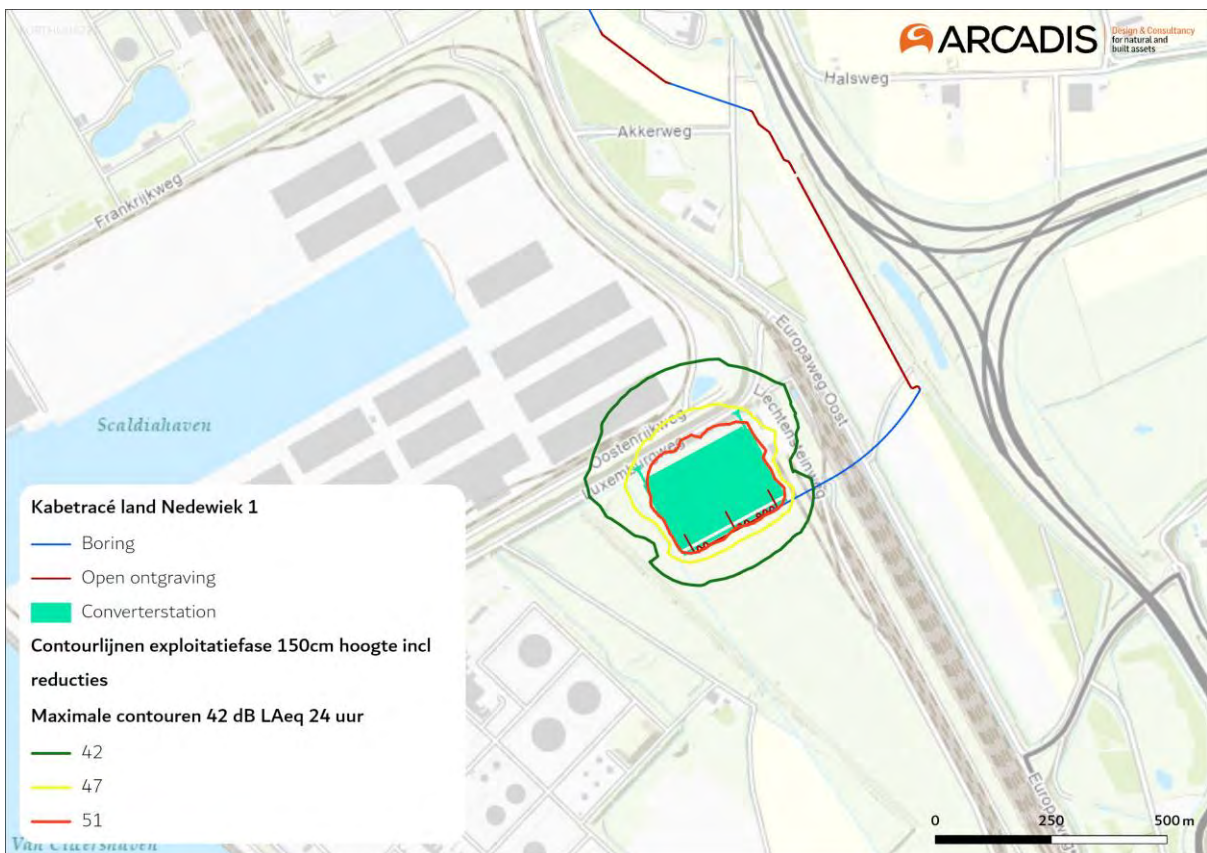 ARCADIS
Design & Consultancy
for natural and
built assets
Halsweg
Akkerweg
Frankrijkweg
Europaweg Oost
Scaldiahaven
Oostenrijkweg
Luxemburgweg
Liechtensteinweg
Kabetracé land Nedewiek 1
Boring
Open ontgraving
Converterstation
Contourlijnen exploitatiefase 150cm hoogte incl
reducties
Maximale contouren 42 dB LAeq 24 uur
42
47
51
0 250 500 m